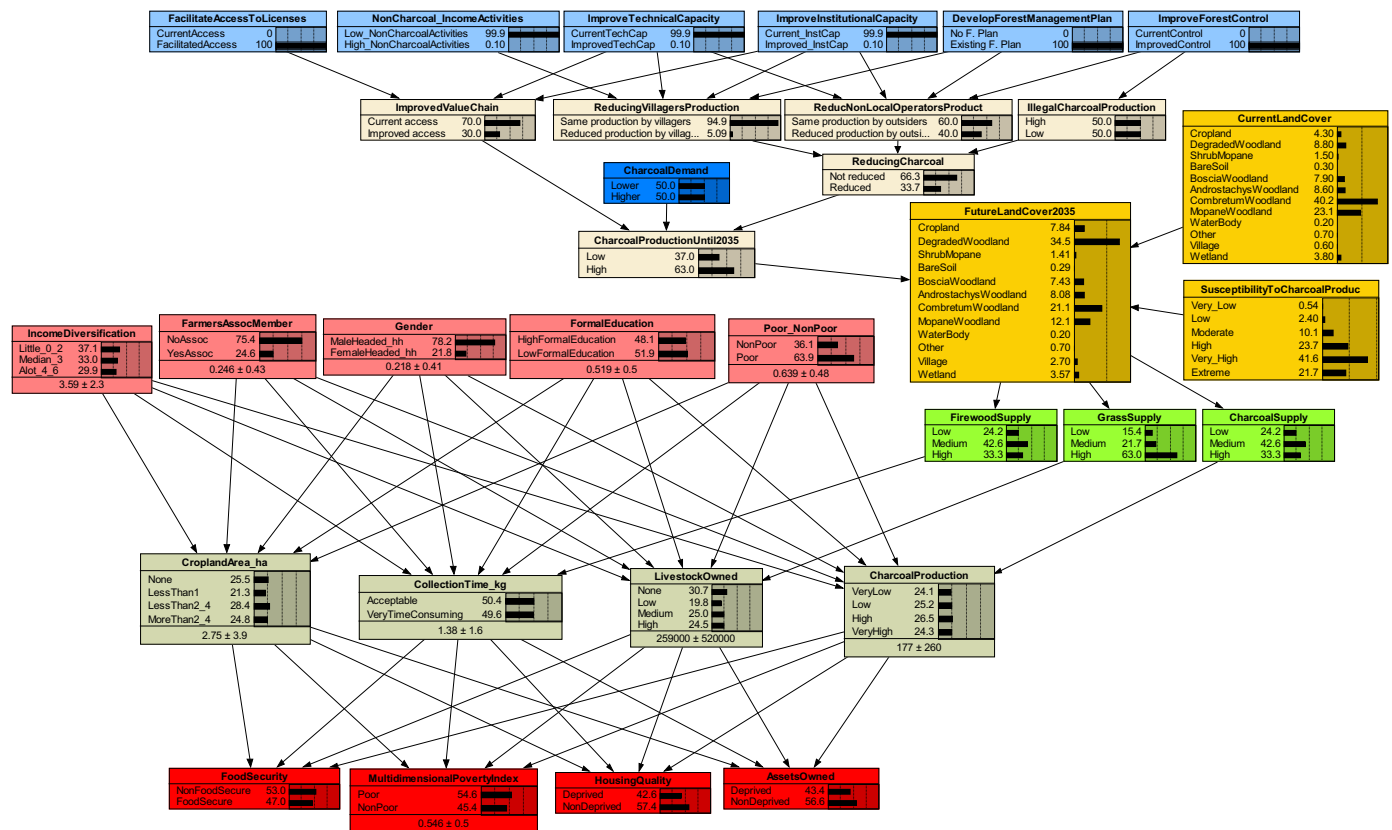 FacilitateAccessToLicenses
CurrentAccess 0
FacilitatedAccess 100
NonCharcoal_IncomeActivities
Low_NonCharcoalActivities 99.9
High_NonCharcoalActivities 0.10
ImproveTechnicalCapacity
CurrentTechCap 99.9
ImprovedTechCap 0.10
ImproveInstitutionalCapacity
Current_InstCap 99.9
Improved_InstCap 0.10
DevelopForestManagementPlan
No F. Plan 0
Existing F. Plan 100
ImproveForestControl
CurrentControl 0
ImprovedControl 100
ImprovedValueChain
Current access 70.0
Improved access 30.0
ReducingVillagersProduction
Same production by villagers 94.9
Reduced production by villag... 5.09
ReducNonLocalOperatorsProduct
Same production by outsiders 60.0
Reduced production by outsi... 40.0
IllegalCharcoalProduction
High 50.0
Low 50.0
CurrentLandCover
Cropland 4.30
DegradedWoodland 8.80
ShrubMopane 1.50
BareSoil 0.30
BosciaWoodland 7.90
AndrostachysWoodland 8.60
CombretumWoodland 40.2
MopaneWoodland 23.1
WaterBody 0.20
Other 0.70
Village 0.60
Wetland 3.80
ReducingCharcoal
Not reduced 66.3
Reduced 33.7
CharcoalDemand
Lower 50.0
Higher 50.0
FutureLandCover2035
Cropland 7.84
DegradedWoodland 34.5
ShrubMopane 1.41
BareSoil 0.29
BosciaWoodland 7.43
AndrostachysWoodland 8.08
CombretumWoodland 21.1
MopaneWoodland 12.1
WaterBody 0.20
Other 0.70
Village 2.70
Wetland 3.57
CharcoalProductionUntil2035
Low 37.0
High 63.0
SusceptibilityToCharcoalProduc
Very_Low 0.54
Low 2.40
Moderate 10.1
High 23.7
Very_High 41.6
Extreme 21.7
IncomeDiversification
Little_0_2 37.1
Median_3 33.0
Alot_4_6 29.9
3.59 ± 2.3
FarmersAssocMember
NoAssoc 75.4
YesAssoc 24.6
0.246 ± 0.43
Gender
MaleHeaded_hh 78.2
FemaleHeaded_hh 21.8
0.218 ± 0.41
FormalEducation
HighFormalEducation 48.1
LowFormalEducation 51.9
0.519 ± 0.5
Poor_NonPoor
NonPoor 36.1
Poor 63.9
0.639 ± 0.48
FirewoodSupply
Low 24.2
Medium 42.6
High 33.3
GrassSupply
Low 15.4
Medium 21.7
High 63.0
CharcoalSupply
Low 24.2
Medium 42.6
High 33.3
CroplandArea_ha
None 25.5
LessThan1 21.3
LessThan2_4 28.4
MoreThan2_4 24.8
2.75 ± 3.9
CollectionTime_kg
Acceptable 50.4
VeryTimeConsuming 49.6
1.38 ± 1.6
LivestockOwned
None 30.7
Low 19.8
Medium 25.0
High 24.5
259000 ± 520000
CharcoalProduction
VeryLow 24.1
Low 25.2
High 26.5
VeryHigh 24.3
177 ± 260
FoodSecurity
NonFoodSecure 53.0
FoodSecure 47.0
MultidimensionalPovertyIndex
Poor 54.6
NonPoor 45.4
0.546 ± 0.5
HousingQuality
Deprived 42.6
NonDeprived 57.4
AssetsOwned
Deprived 43.4
NonDeprived 56.6